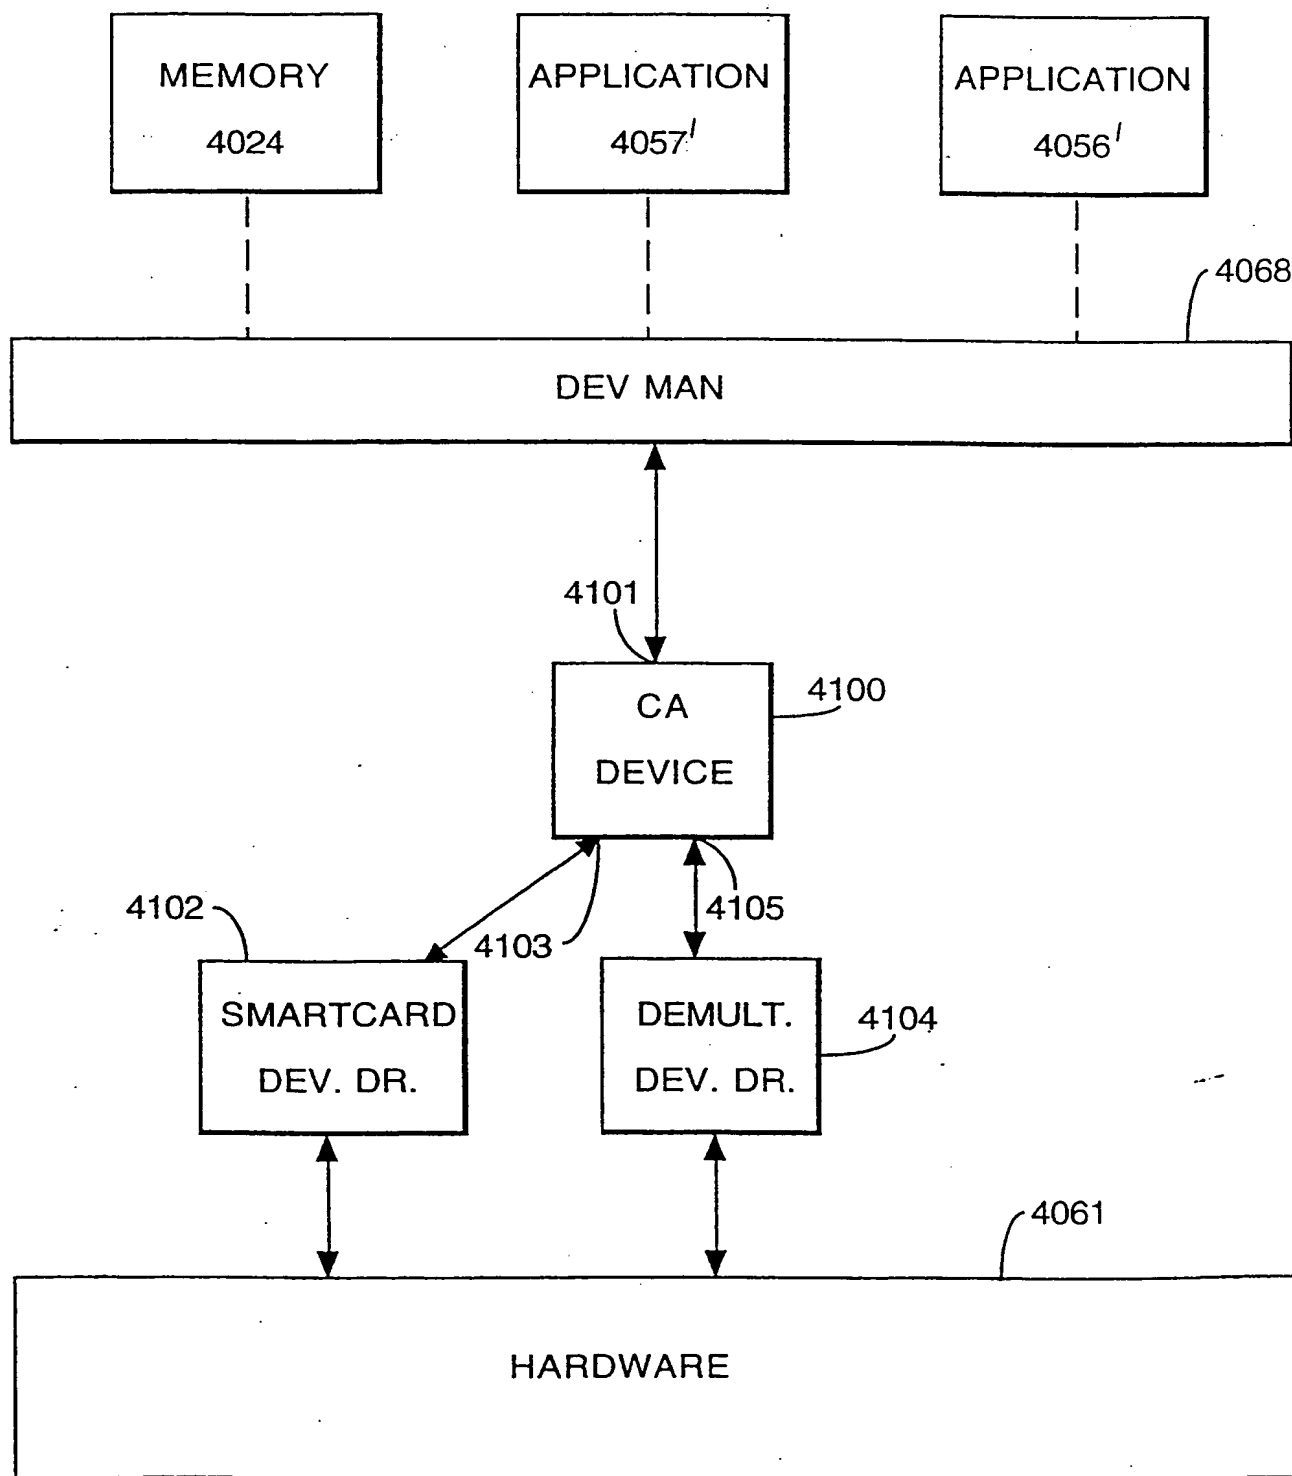 MEMORY
4024
APPLICATION
4057'
APPLICATION
4056'
4068
DEV MAN
4101
CA
DEVICE
4100
4102
4103
4105
SMARTCARD
DEV. DR.
DEMULT.
DEV. DR.
4104
4061
HARDWARE